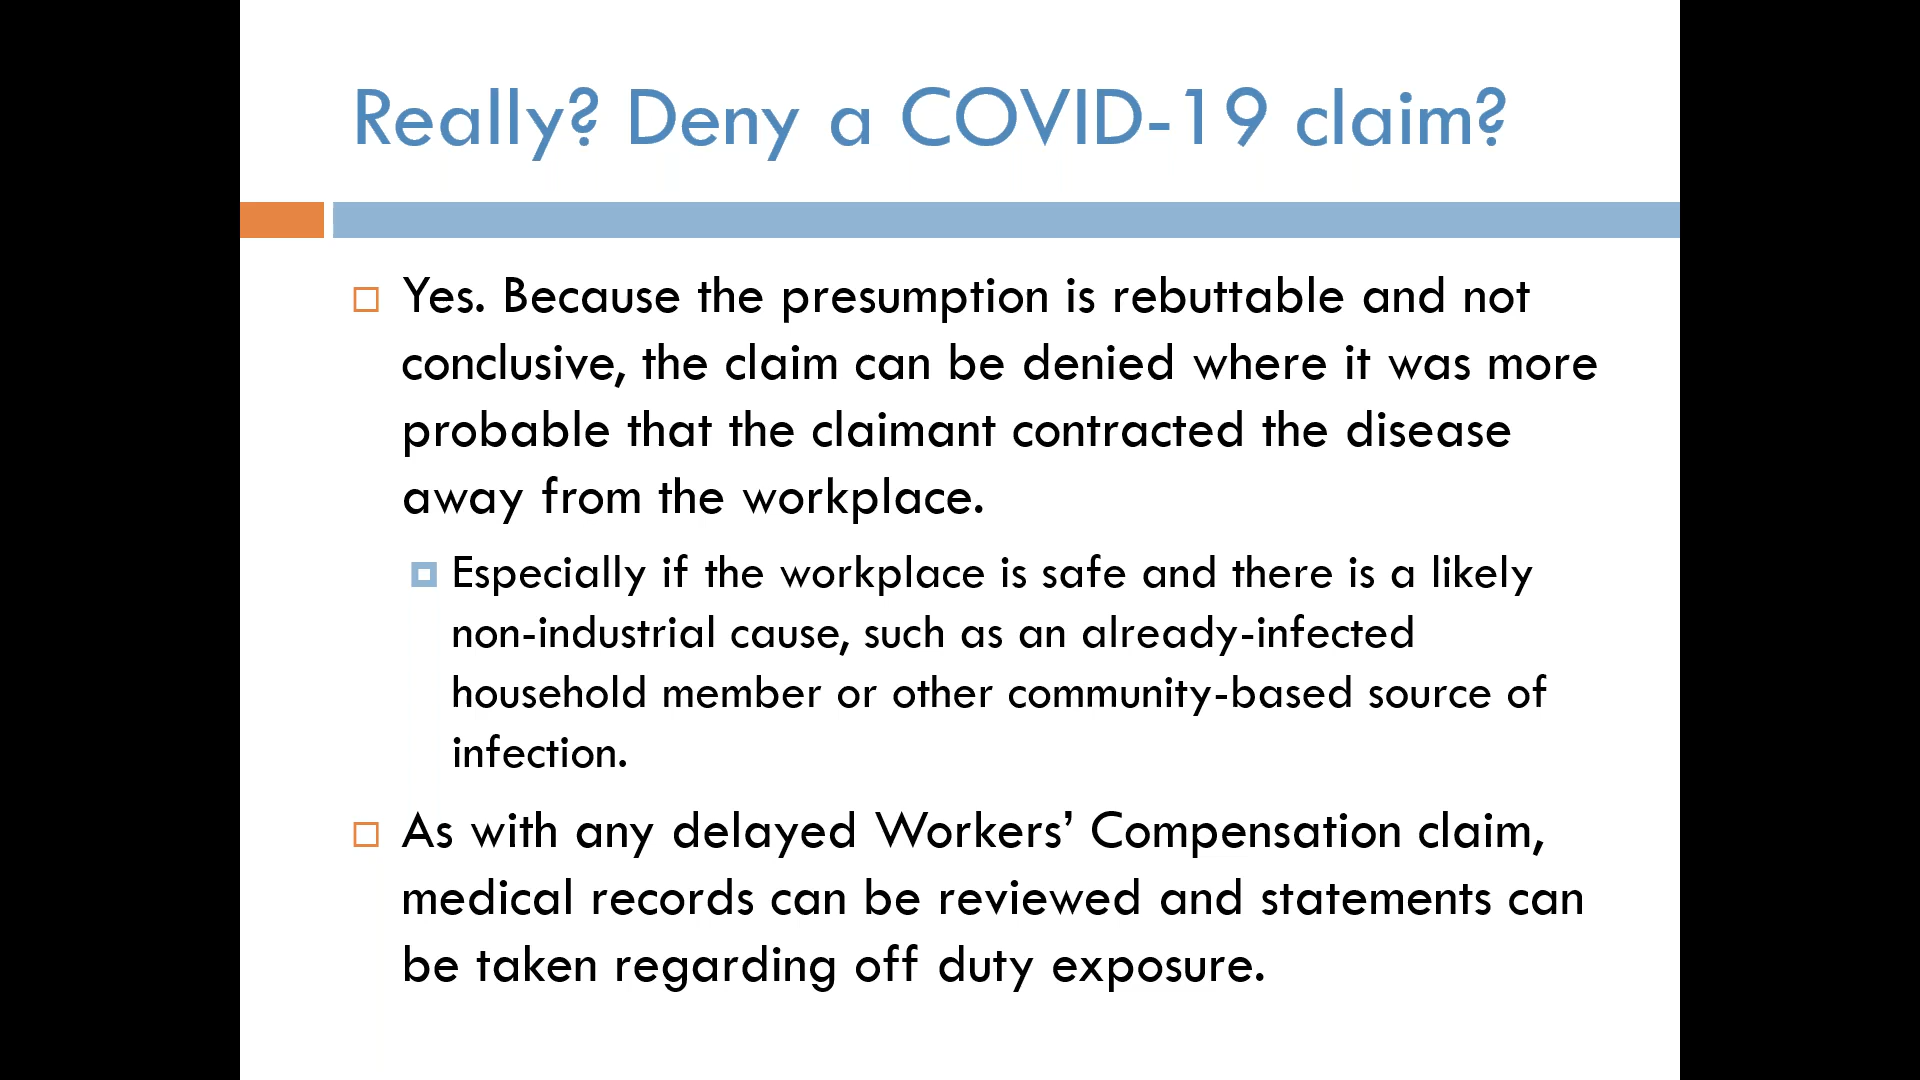 Really? Deny a COVID-19 claim?
Yes. Because the presumption is rebuttable and not
conclusive, the claim can be denied where it was more
probable that the claimant contracted the disease
away from the workplace.
Especially if the workplace is safe and there is a likely
non-industrial cause, such as an already-infected
household member or other community-based source of
infection.
As with any delayed Workers’ Compensation claim,
medical records can be reviewed and statements can
be taken regarding off duty exposure.